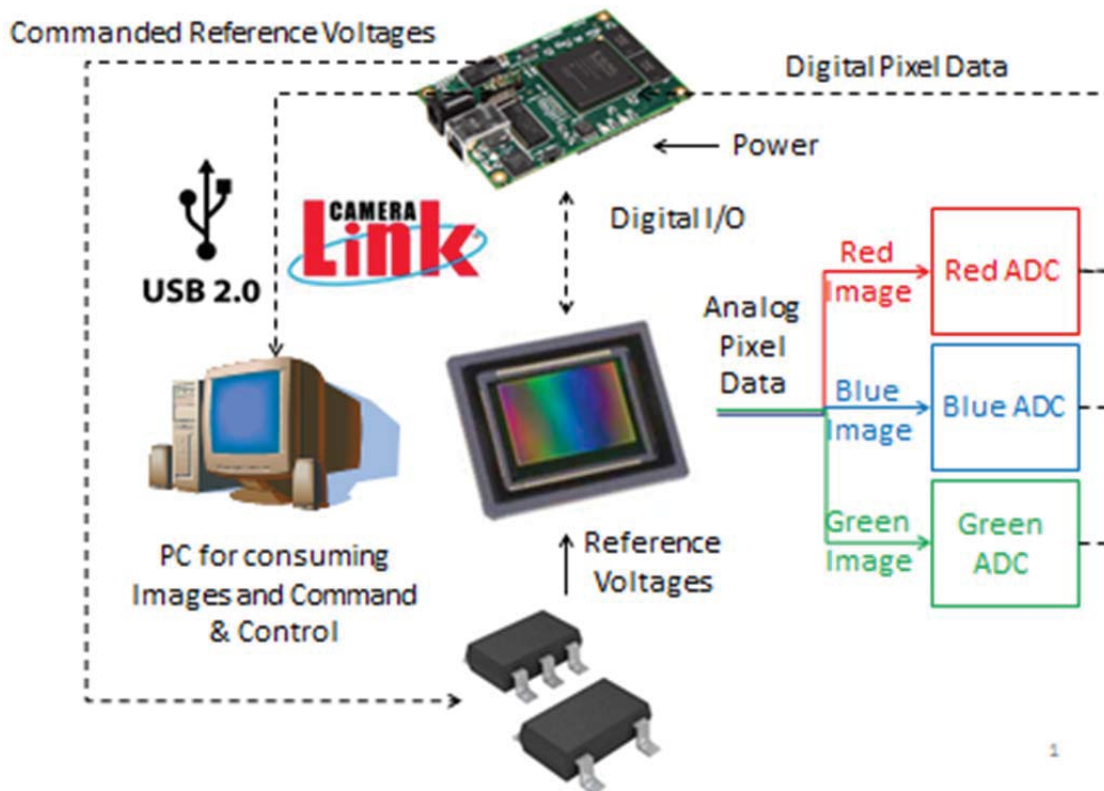 Commanded Reference Voltages
Digital Pixel Data
Power
USB 2.0
CAMERA
Link
Digital I/O
Analog
Pixel
Data
Red
Image
Red ADC
Blue
Image
Blue ADC
Green
Image
Green
ADC
PC for consuming
Images and Command
& Control
Reference
Voltages
1